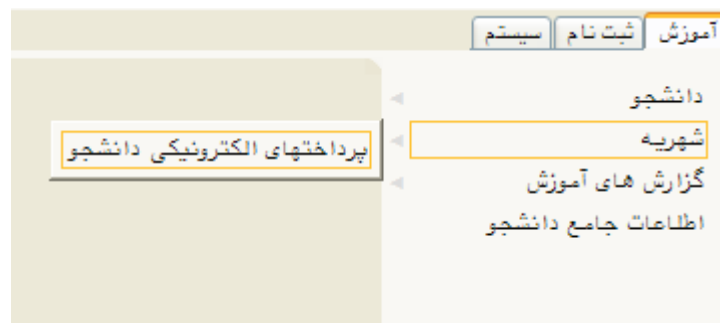 آموزش ثبت نام سیستم
دانشجو
شهریه
پرداختهای الکترونیکی دانشجو
گزارش های آموزش
اطلاعات جامع دانشجو